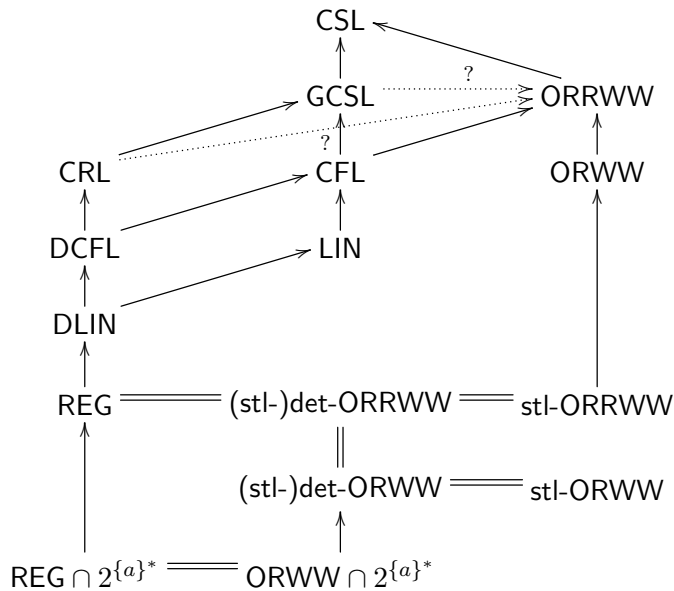 CSL
?
GCSL ORRWW
?
CRL CFL ORWW
DCFL LIN
DLIN
REG (stl-)det-ORRWW stl-ORRWW
(stl-)det-ORWW stl-ORWW
REG ∩ 2^{a}* ORWW ∩ 2^{a}*